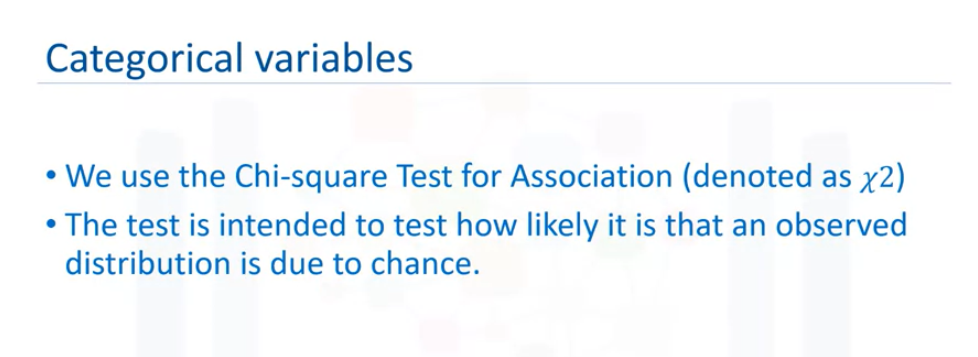 Categorical variables
• We use the Chi-square Test for Association (denoted as χ2)
• The test is intended to test how likely it is that an observed
distribution is due to chance.